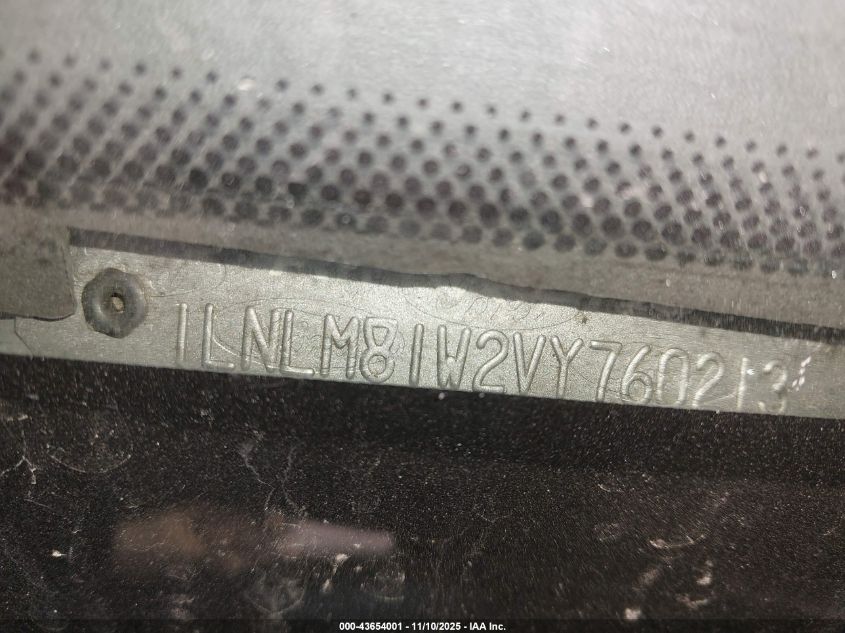 1LNLM81W2VY760213
000-43654001 - 11/10/2025 - IAA Inc.